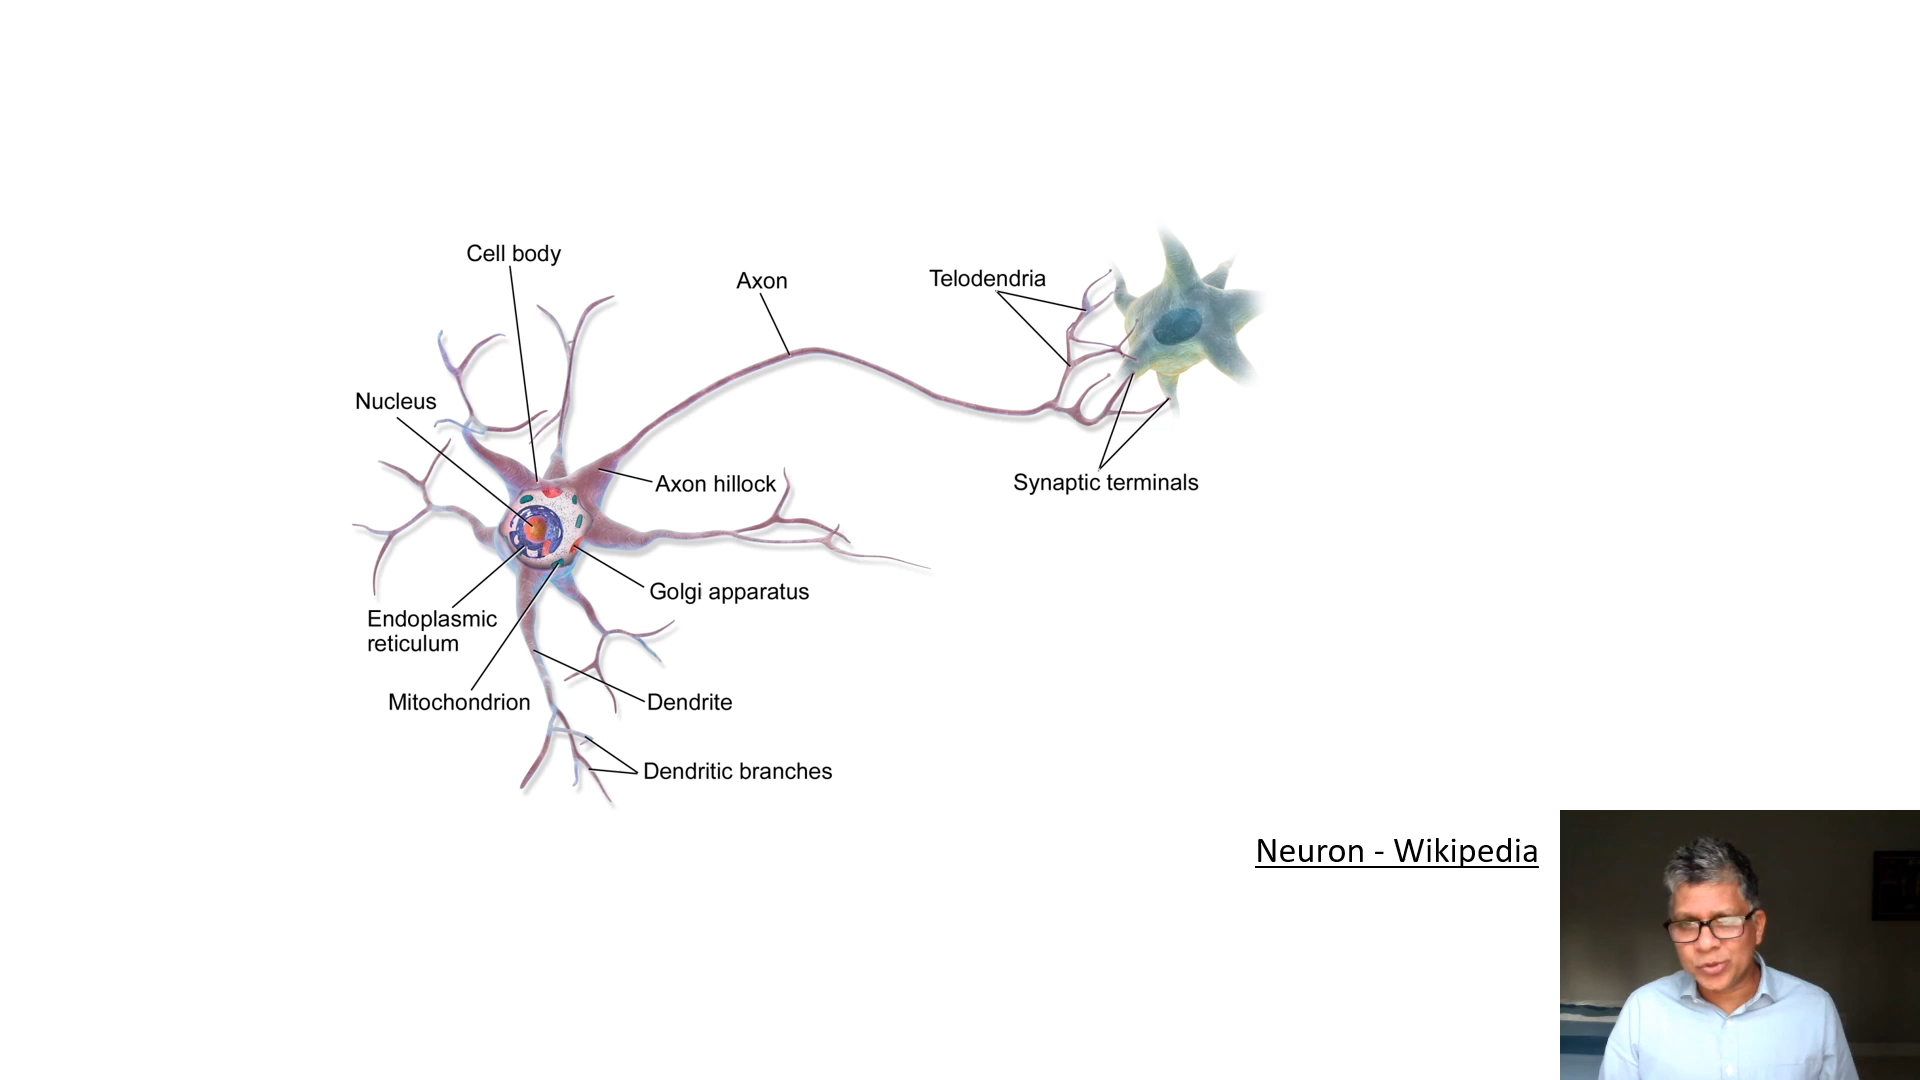 Cell body
Axon
Telodendria
Nucleus
Axon hillock
Synaptic terminals
Golgi apparatus
Endoplasmic
reticulum
Mitochondrion
Dendrite
Dendritic branches
Neuron - Wikipedia